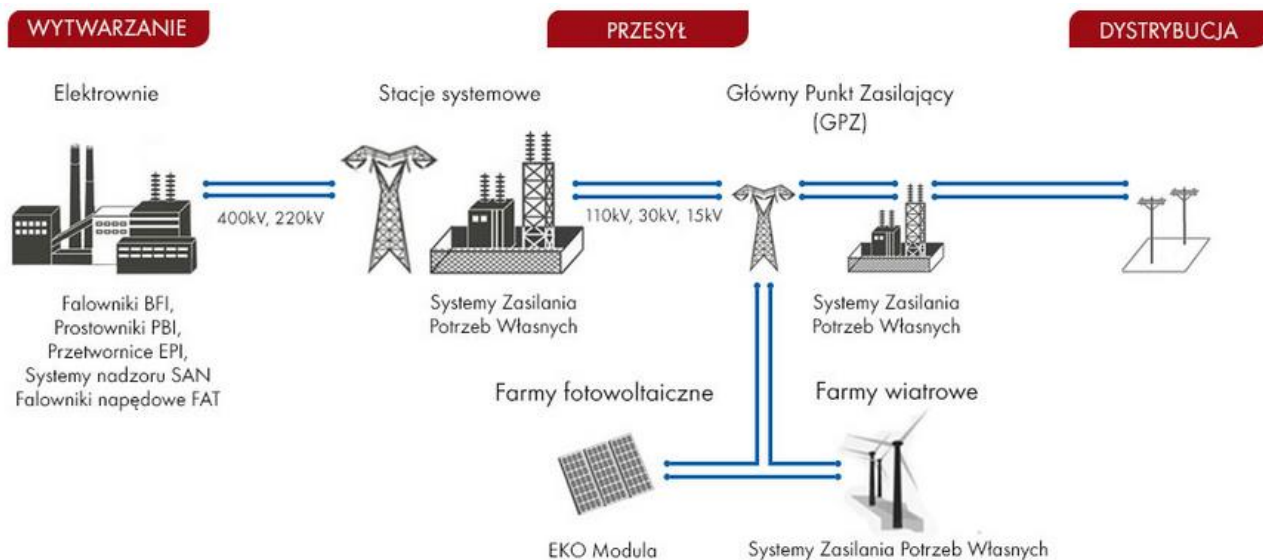 WYTWARZANIE
PRZESYŁ
DYSTRYBUCJA
Elektrownie
Stacje systemowe
Główny Punkt Zasilający
(GPZ)
400kV, 220kV
110kV, 30kV, 15kV
Falowniki BFI,
Prostowniki PBI,
Przetwornice EPI,
Systemy nadzoru SAN
Falowniki napędowe FAT
Systemy Zasilania
Potrzeb Własnych
Systemy Zasilania
Potrzeb Własnych
Farmy fotowoltaiczne
Farmy wiatrowe
EKO Modula
Systemy Zasilania Potrzeb Własnych